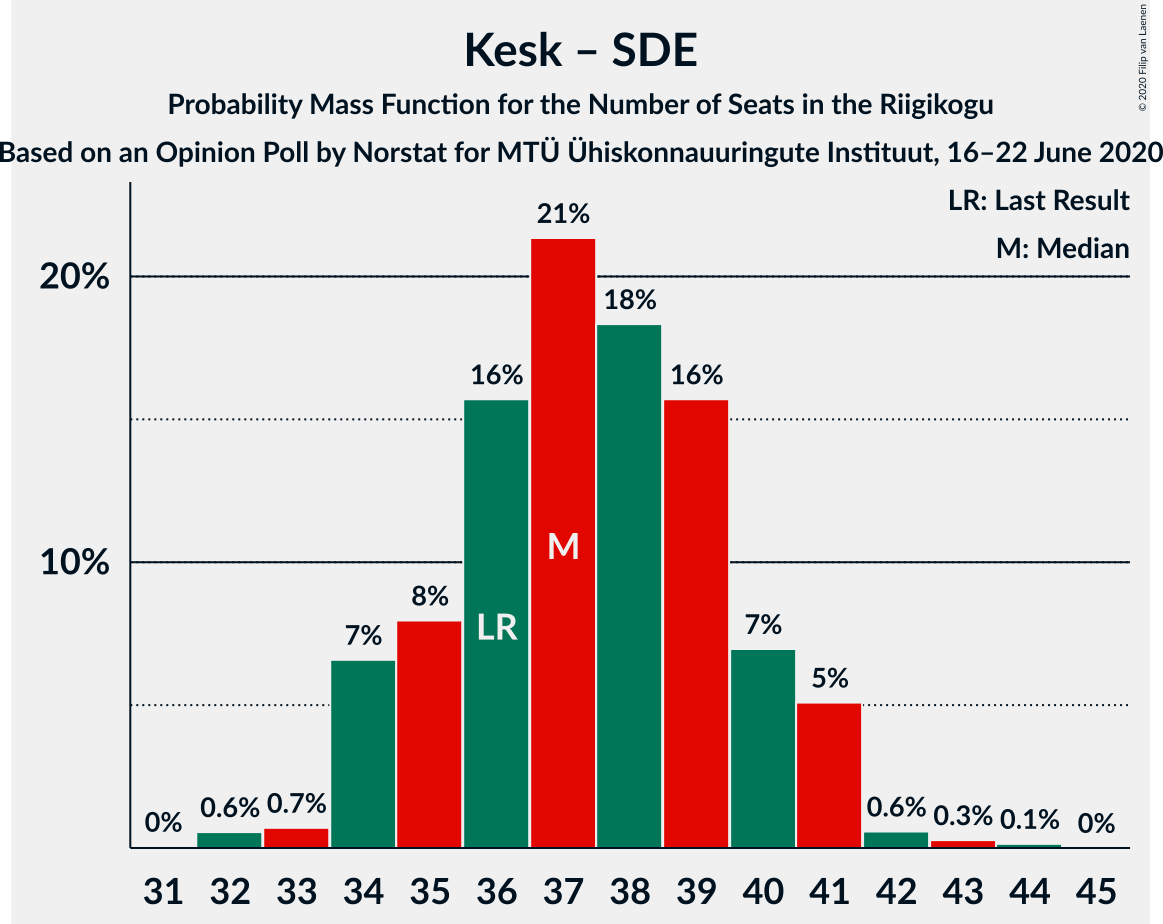 Kesk – SDE
Probability Mass Function for the Number of Seats in the Riigikogu
Based on an Opinion Poll by Norstat for MTÜ Ühiskonnauuringute Instituut, 16–22 June 2020
© 2020 Filip van Laenen
LR: Last Result
M: Median
21%
20%
18%
16%
16%
M
10%
8%
LR
7%
7%
5%
0%
0.6%
0.7%
0.6%
0.3%
0.1%
0%
31 32 33 34 35 36 37 38 39 40 41 42 43 44 45